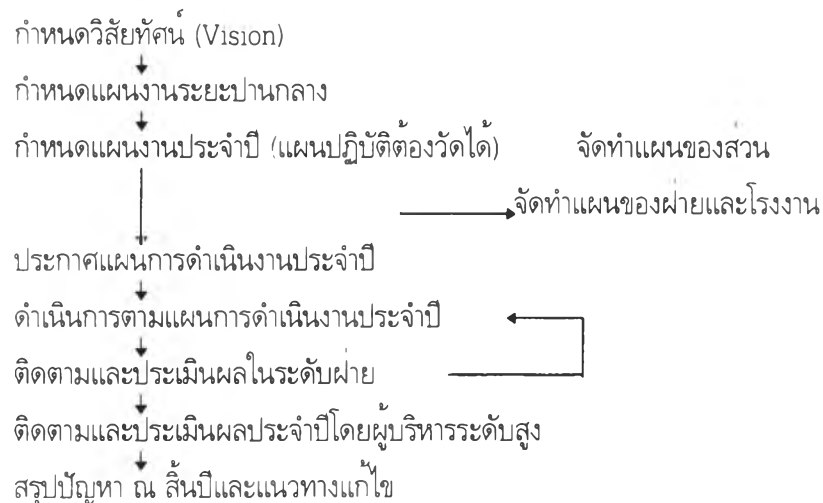 กำหนดวิสัยทัศน์ (Vision)
กำหนดแผนงานระยะปานกลาง
กำหนดแผนงานประจำปี (แผนปฏิบัติต้องวัดได้) จัดทำแผนของสวน
จัดทำแผนของฝ่ายและโรงงาน
ประกาศแผนการดำเนินงานประจำปี
ดำเนินการตามแผนการดำเนินงานประจำปี
ติดตามและประเมินผลในระดับฝ่าย
ติดตามและประเมินผลประจำปีโดยผู้บริหารระดับสูง
สรุปปัญหา ณ สิ้นปีและแนวทางแก้ไข